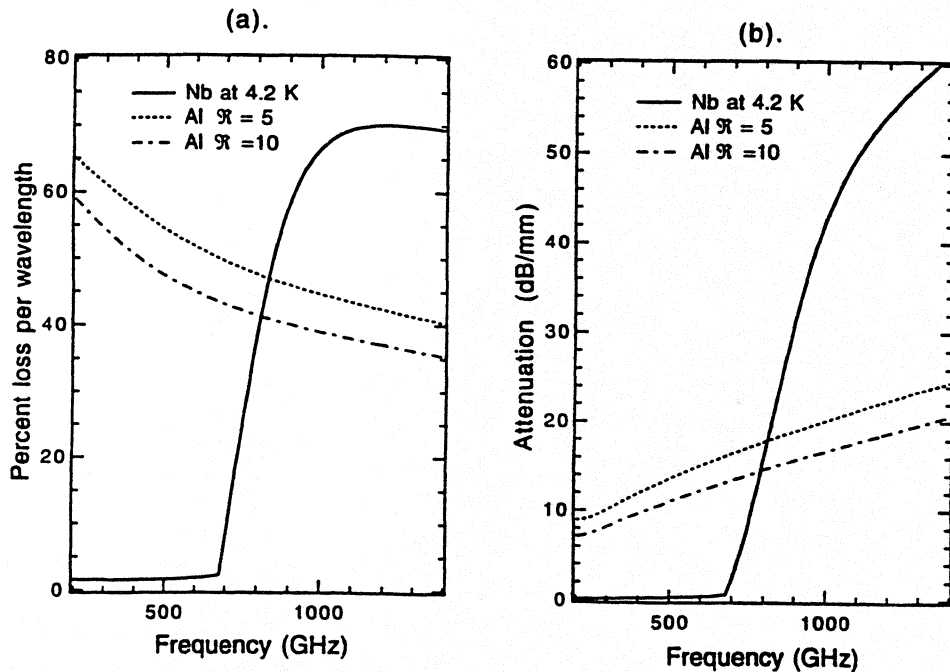 (a).
80
60
40
20
0
Percent loss per wavelength
Nb at 4.2 K
Al ℜ = 5
Al ℜ =10
500
1000
Frequency (GHz)
(b).
60
50
40
30
20
10
0
Attenuation (dB/mm)
Nb at 4.2 K
Al ℜ = 5
Al ℜ =10
500
1000
Frequency (GHz)